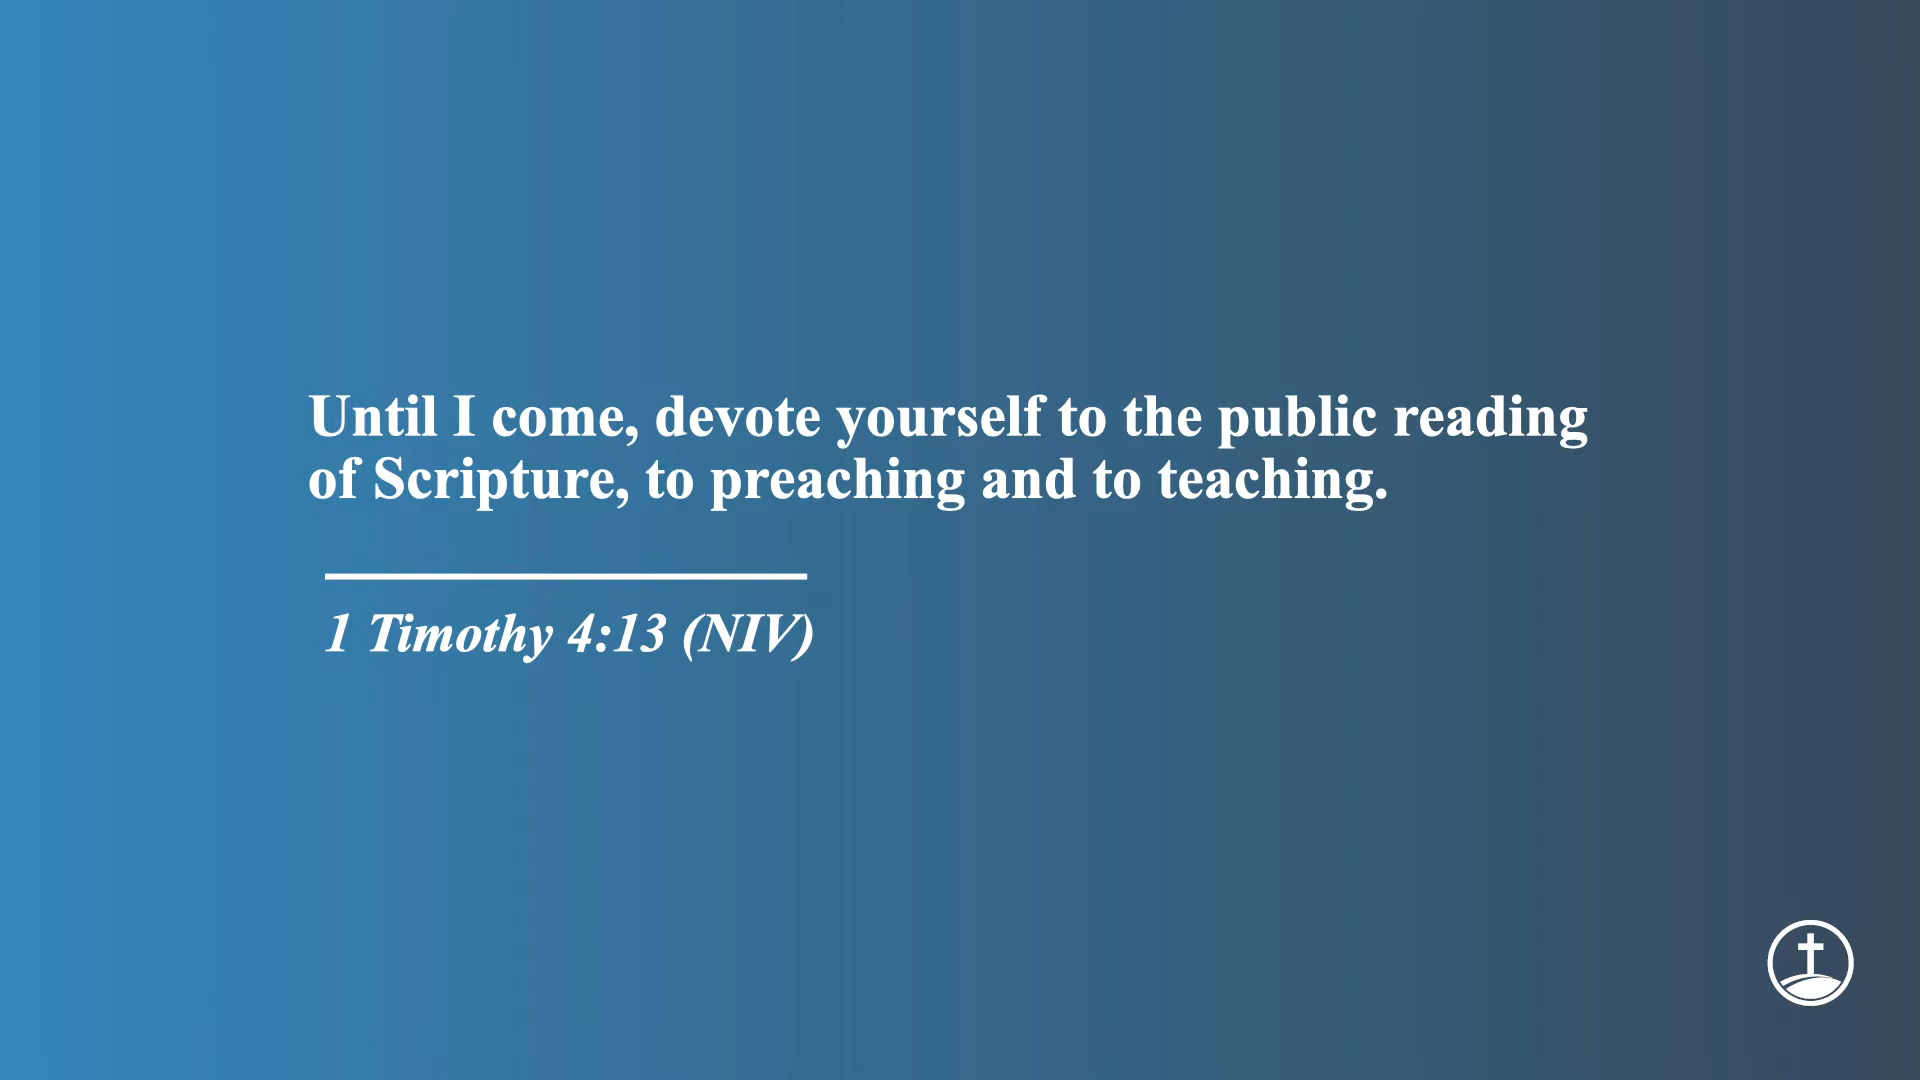 Until I come, devote yourself to the public reading
of Scripture, to preaching and to teaching.
1 Timothy 4:13 (NIV)